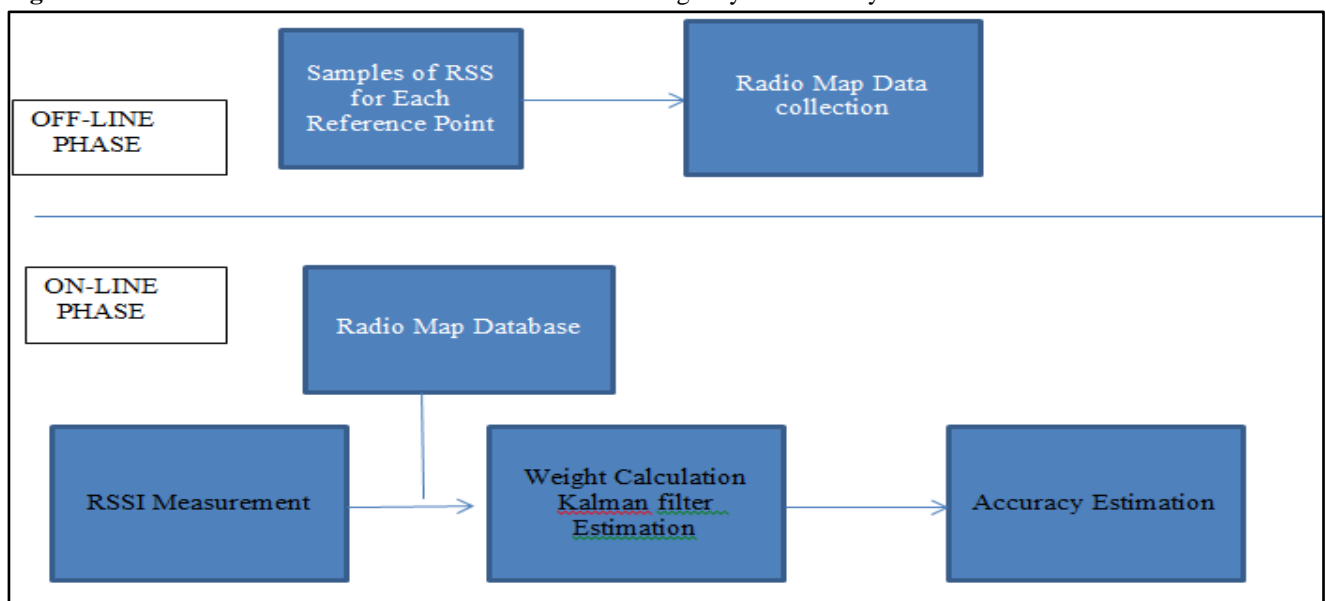 Samples of RSS
for Each
Reference Point
Radio Map Data
collection
OFF-LINE
PHASE
ON-LINE
PHASE
Radio Map Database
RSSI Measurement
Weight Calculation
Kalman filter
Estimation
Accuracy Estimation